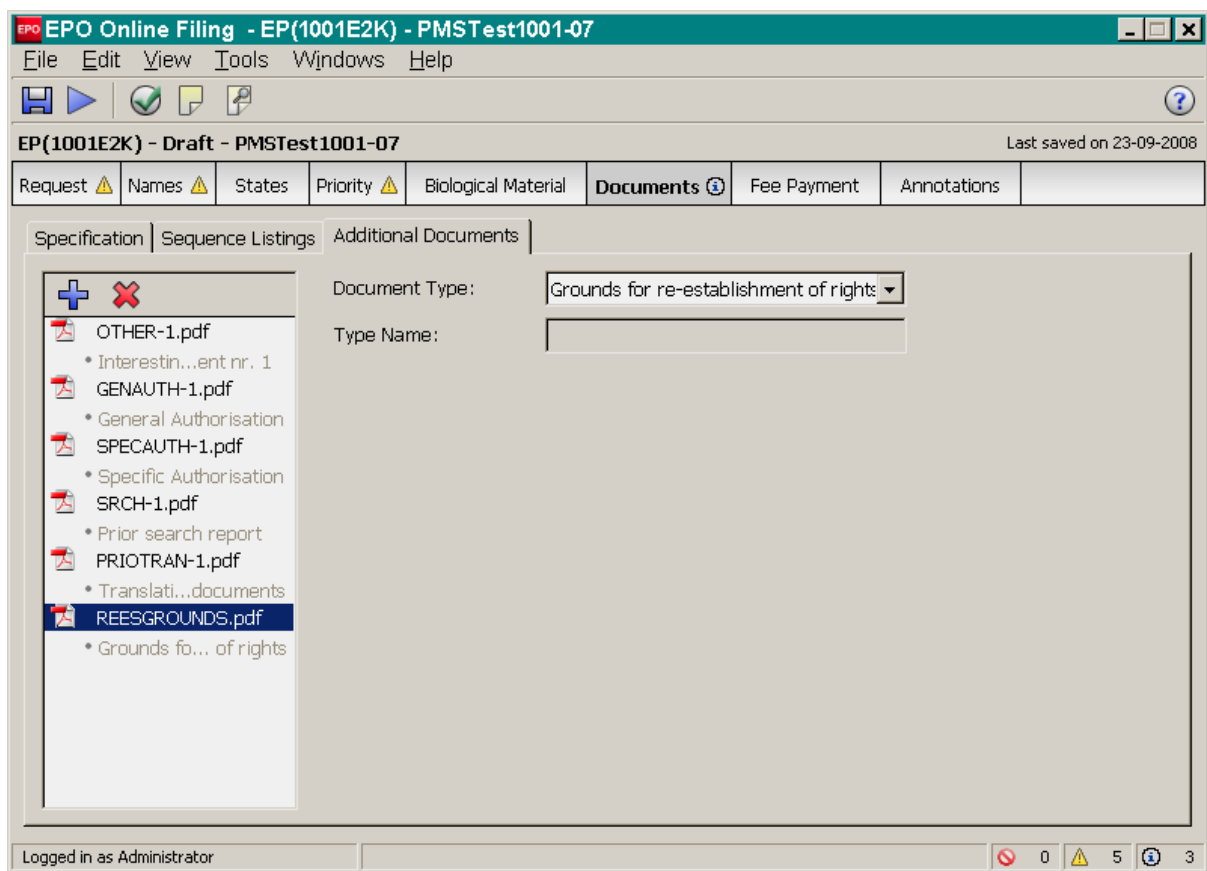 EPO EPO Online Filing - EP(1001E2K) - PMSTest1001-07
File Edit View Tools Windows Help
EP(1001E2K) - Draft - PMSTest1001-07 Last saved on 23-09-2008
Request Names States Priority Biological Material Documents Fee Payment Annotations
Specification Sequence Listings Additional Documents
Document Type: Grounds for re-establishment of rights
Type Name:
OTHER-1.pdf
• Interestin...ent nr. 1
GENAUTH-1.pdf
• General Authorisation
SPECAUTH-1.pdf
• Specific Authorisation
SRCH-1.pdf
• Prior search report
PRIOTRAN-1.pdf
• Translati...documents
REESGROUNDS.pdf
• Grounds fo... of rights
Logged in as Administrator 0 5 3